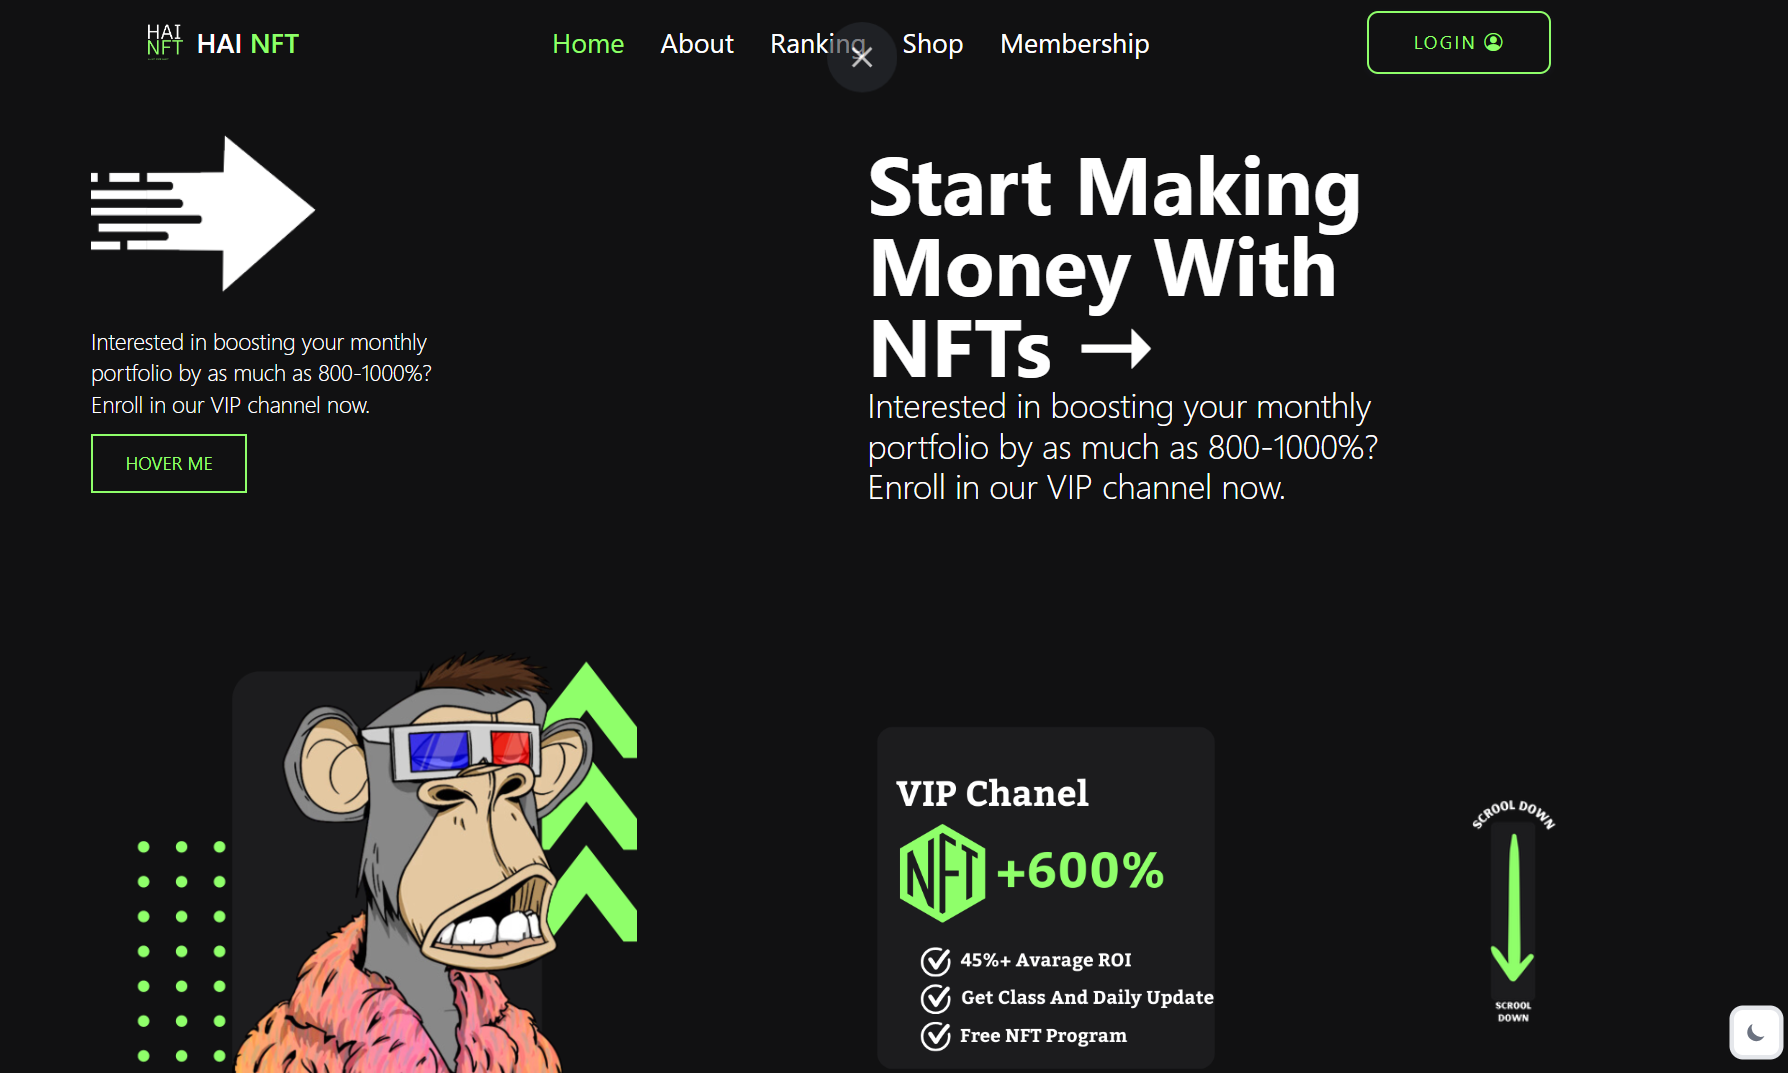 HAI
NFT
HAI NFT
Home
About
Ranking
Shop
Membership
LOGIN
Start Making
Money With
NFTs →
Interested in boosting your monthly
portfolio by as much as 800-1000%?
Enroll in our VIP channel now.
Interested in boosting your monthly
portfolio by as much as 800-1000%?
Enroll in our VIP channel now.
HOVER ME
VIP Chanel
NFT
+600%
45%+ Avarage ROI
Get Class And Daily Update
Free NFT Program
SCROOL DOWN
SCROOL
DOWN